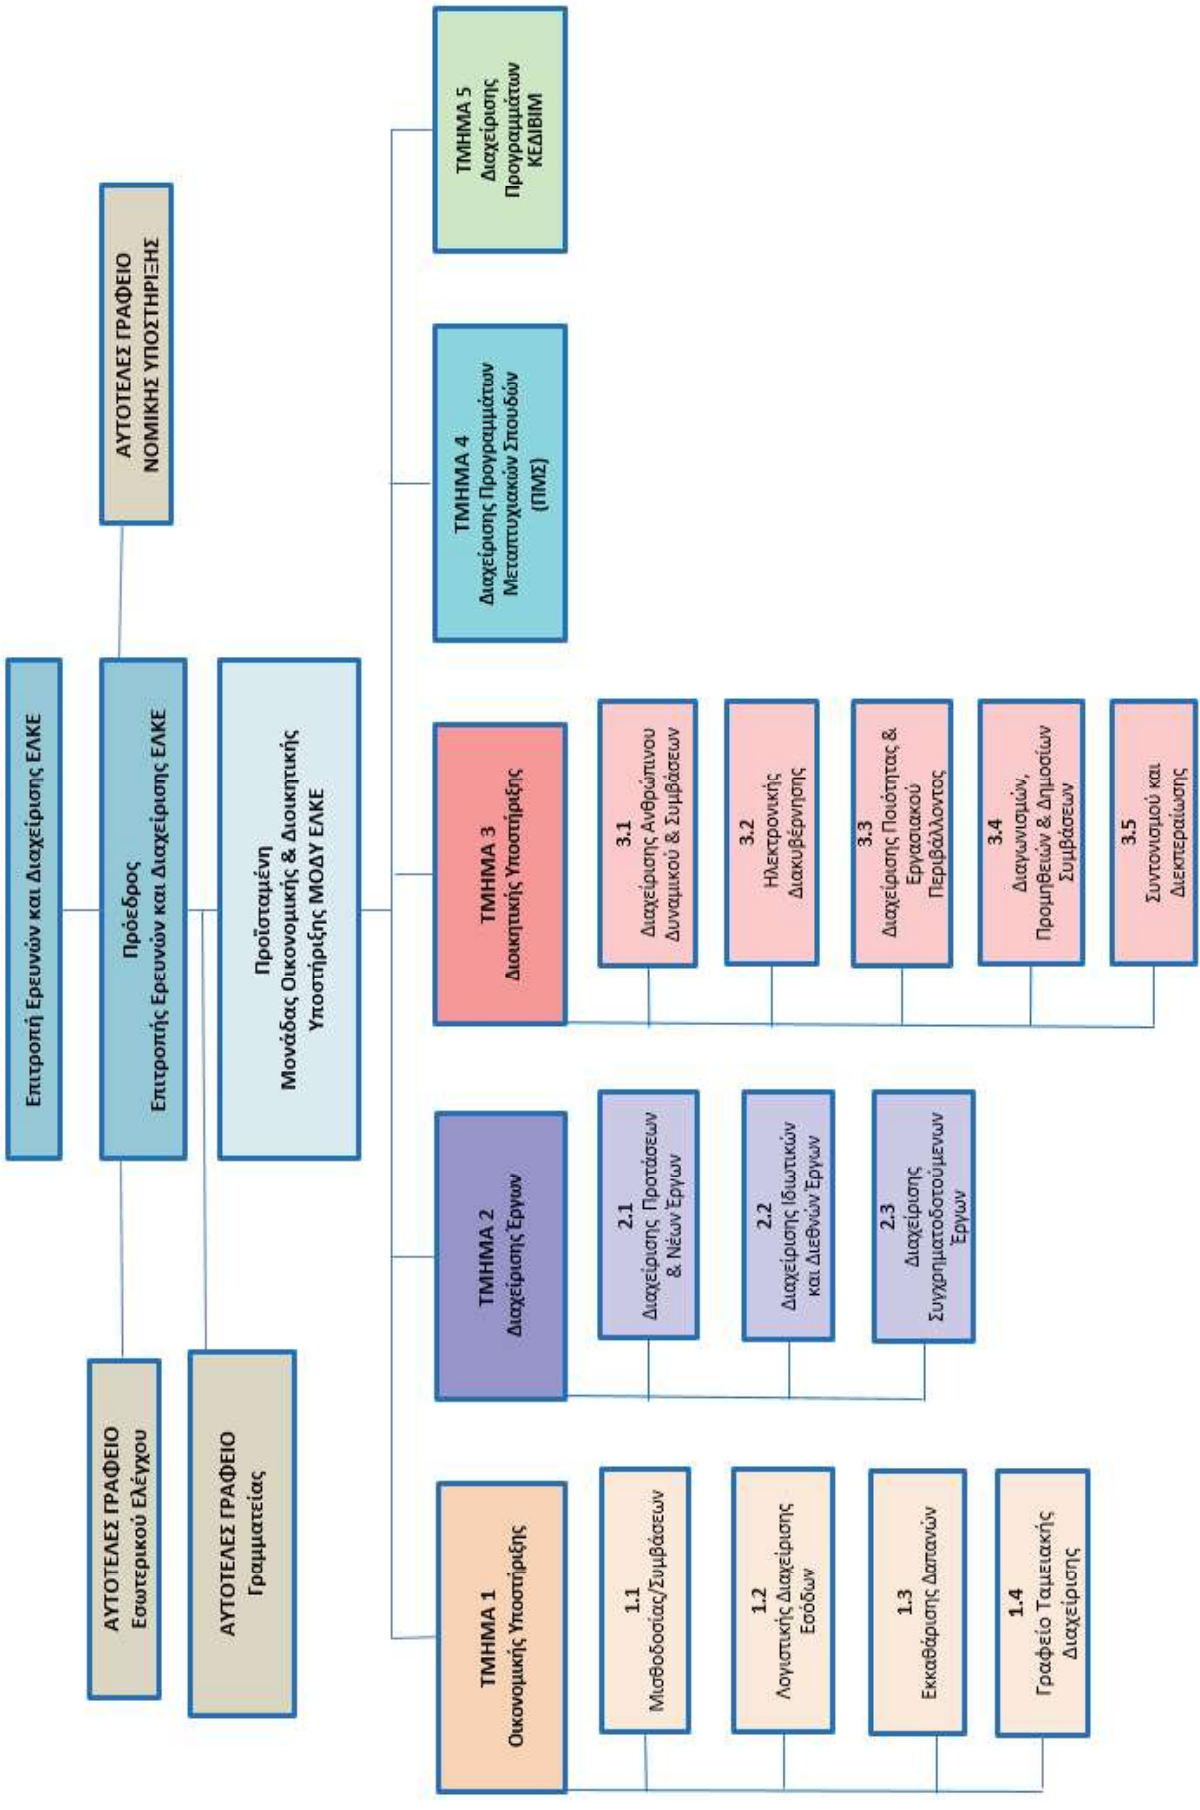 Επιτροπή Ερευνών και Διαχείρισης ΕΛΚΕ
Πρόεδρος
Επιτροπής Ερευνών και Διαχείρισης ΕΛΚΕ
ΑΥΤΟΤΕΛΕΣ ΓΡΑΦΕΙΟ
Εσωτερικού Ελέγχου
ΑΥΤΟΤΕΛΕΣ ΓΡΑΦΕΙΟ
ΝΟΜΙΚΗΣ ΥΠΟΣΤΗΡΙΞΗΣ
ΑΥΤΟΤΕΛΕΣ ΓΡΑΦΕΙΟ
Γραμματείας
Προϊσταμένη
Μονάδας Οικονομικής & Διοικητικής
Υποστήριξης ΜΟΔΥ ΕΛΚΕ
ΤΜΗΜΑ 1
Οικονομικής Υποστήριξης
1.1
Μισθοδοσίας/Συμβάσεων
1.2
Λογιστικής Διαχείρισης
Εσόδων
1.3
Εκκαθάρισης Δαπανών
1.4
Γραφείο Ταμειακής
Διαχείρισης
ΤΜΗΜΑ 2
Διαχείρισης Έργων
2.1
Διαχείρισης Προτάσεων
& Νέων Έργων
2.2
Διαχείρισης Ιδιωτικών
και Διεθνών Έργων
2.3
Διαχείρισης
Συγχρηματοδοτούμενων
Έργων
ΤΜΗΜΑ 3
Διοικητικής Υποστήριξης
3.1
Διαχείρισης Ανθρώπινου
Δυναμικού & Συμβάσεων
3.2
Ηλεκτρονικής
Διακυβέρνησης
3.3
Διαχείρισης Ποιότητας &
Εργασιακού
Περιβάλλοντος
3.4
Διαγωνισμών,
Προμηθειών & Δημοσίων
Συμβάσεων
3.5
Συντονισμού και
Διεκπεραίωσης
ΤΜΗΜΑ 4
Διαχείρισης Προγραμμάτων
Μεταπτυχιακών Σπουδών
(ΠΜΣ)
ΤΜΗΜΑ 5
Διαχείρισης
Προγραμμάτων
ΚΕΔΙΒΙΜ